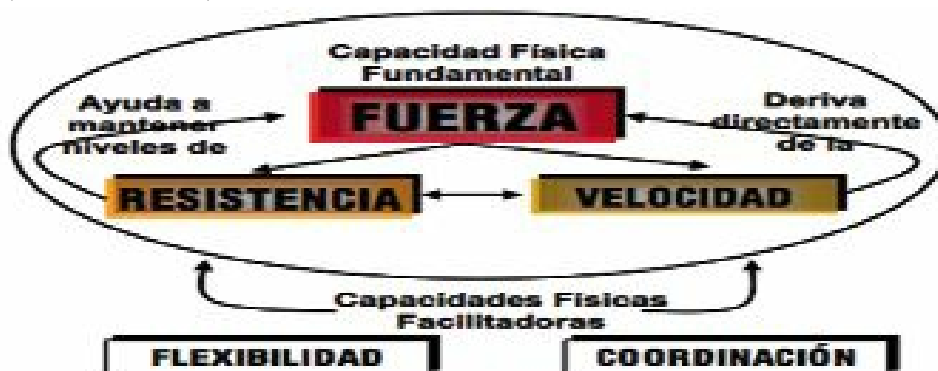 Capacidad Física
Fundamental
Ayuda a
mantener
niveles de
FUERZA
Deriva
directamente
de la
RESISTENCIA
VELOCIDAD
Capacidades Físicas
Facilitadoras
FLEXIBILIDAD
COORDINACIÓN